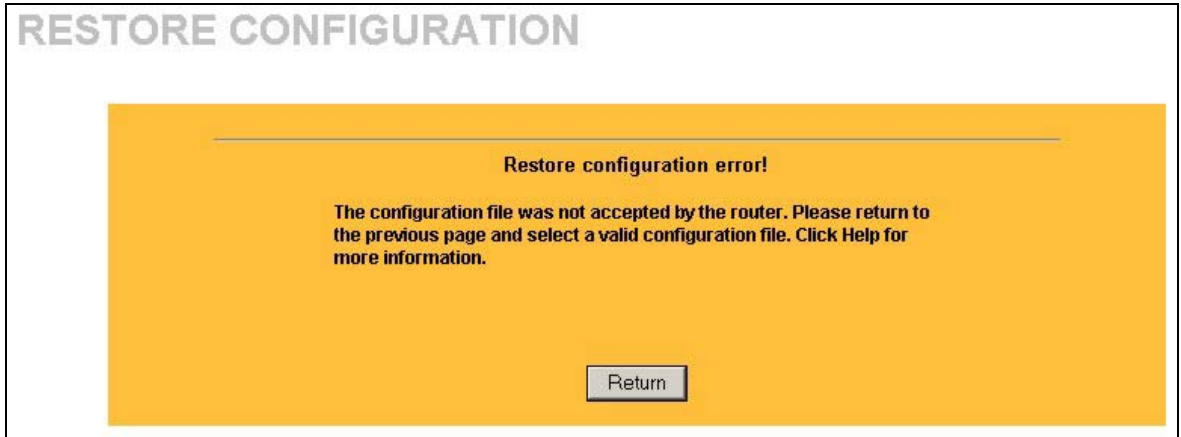 RESTORE CONFIGURATION
Restore configuration error!
The configuration file was not accepted by the router. Please return to
the previous page and select a valid configuration file. Click Help for
more information.
Return